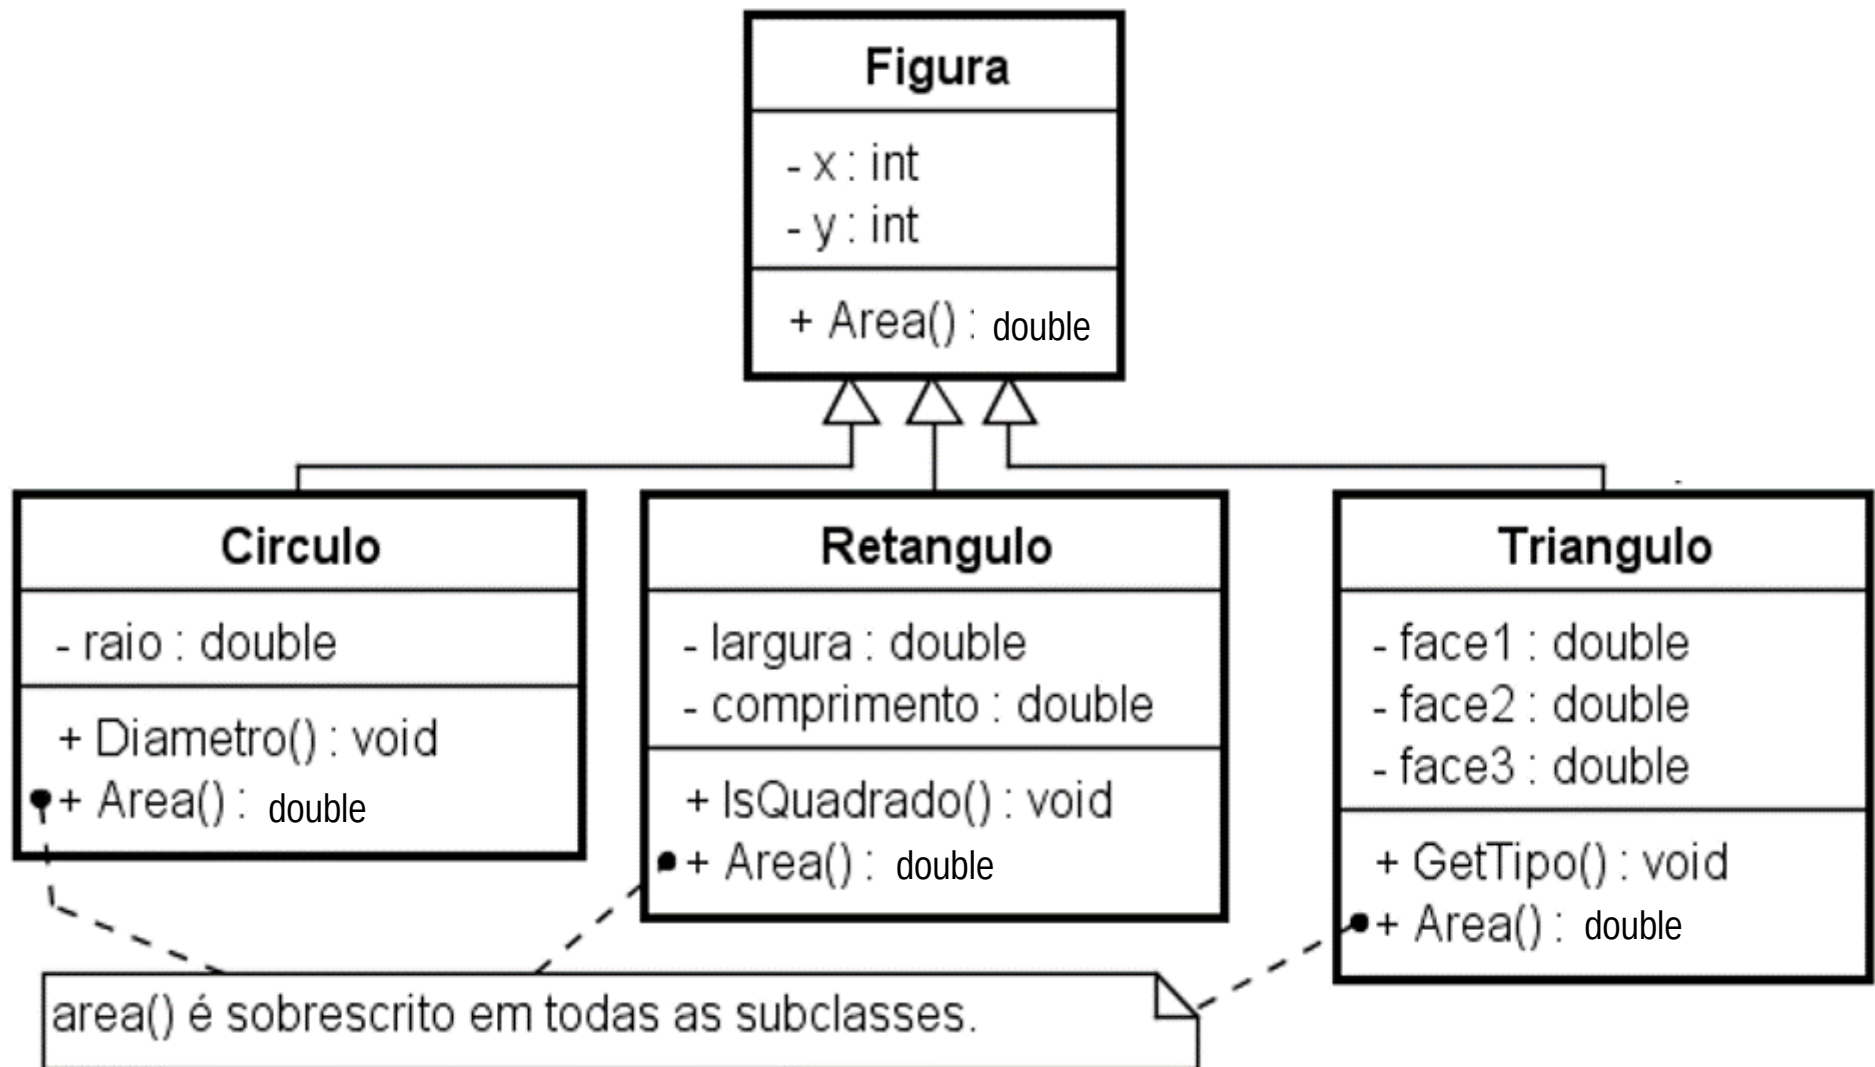 Figura
- x : int
- y : int
+ Area() : double
Circulo
- raio : double
+ Diametro() : void
+ Area() : double
Retangulo
- largura : double
- comprimento : double
+ IsQuadrado() : void
+ Area() : double
Triangulo
- face1 : double
- face2 : double
- face3 : double
+ GetTipo() : void
+ Area() : double
area() é sobrescrito em todas as subclasses.